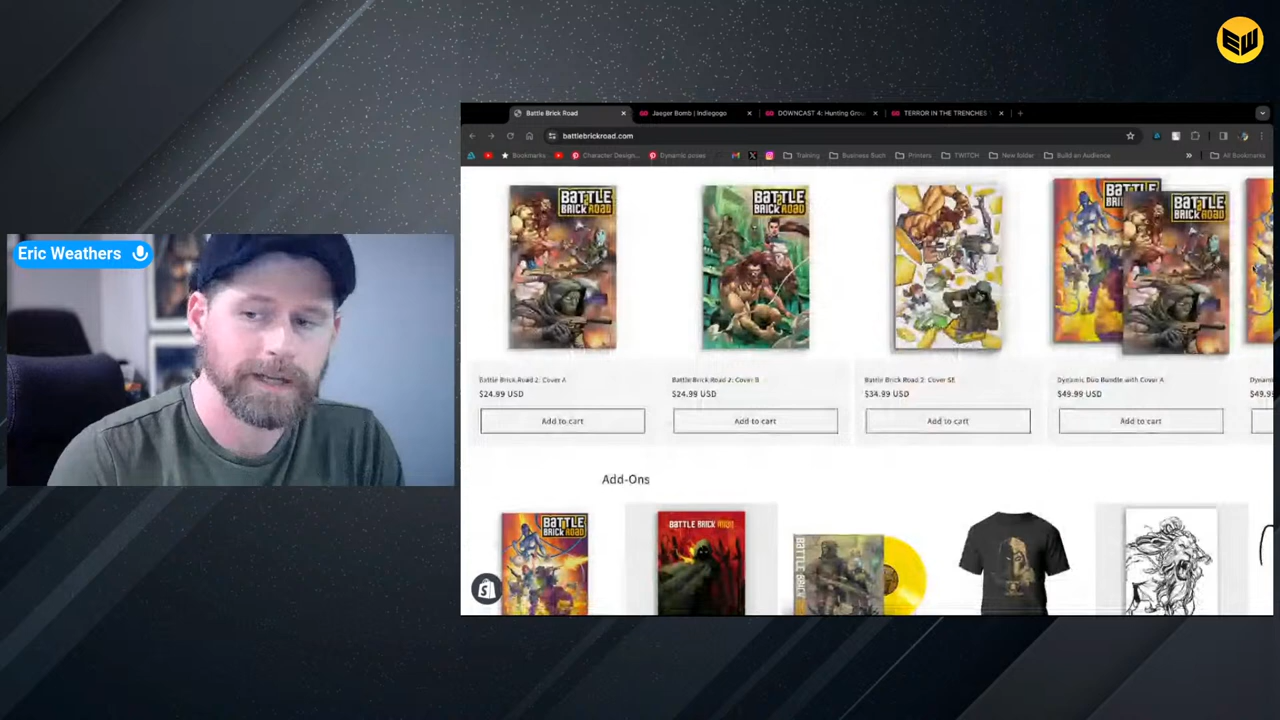 EW
Battle Brick Road
Jaeger Bomb | Indiegogo
DOWNCAST 4: Hunting Grou
TERROR IN THE TRENCHES
battlebrickroad.com
Bookmarks
Character Design...
Dynamic poses
Training
Business Such
Printers
TWITCH
New folder
Build an Audience
All Bookmarks
Eric Weathers
BATTLE BRICK ROAD
BATTLE BRICK ROAD
BATTLE BRICK ROAD
Battle Brick Road 2: Cover A
Battle Brick Road 2: Cover B
Battle Brick Road 2: Cover SE
Dynamic Duo Bundle with Cover A
$24.99 USD
$24.99 USD
$34.99 USD
$49.99 USD
Add to cart
Add to cart
Add to cart
Add to cart
Add-Ons
BATTLE BRICK ROAD
BATTLE BRICK ROAD
BATTLE BRICK